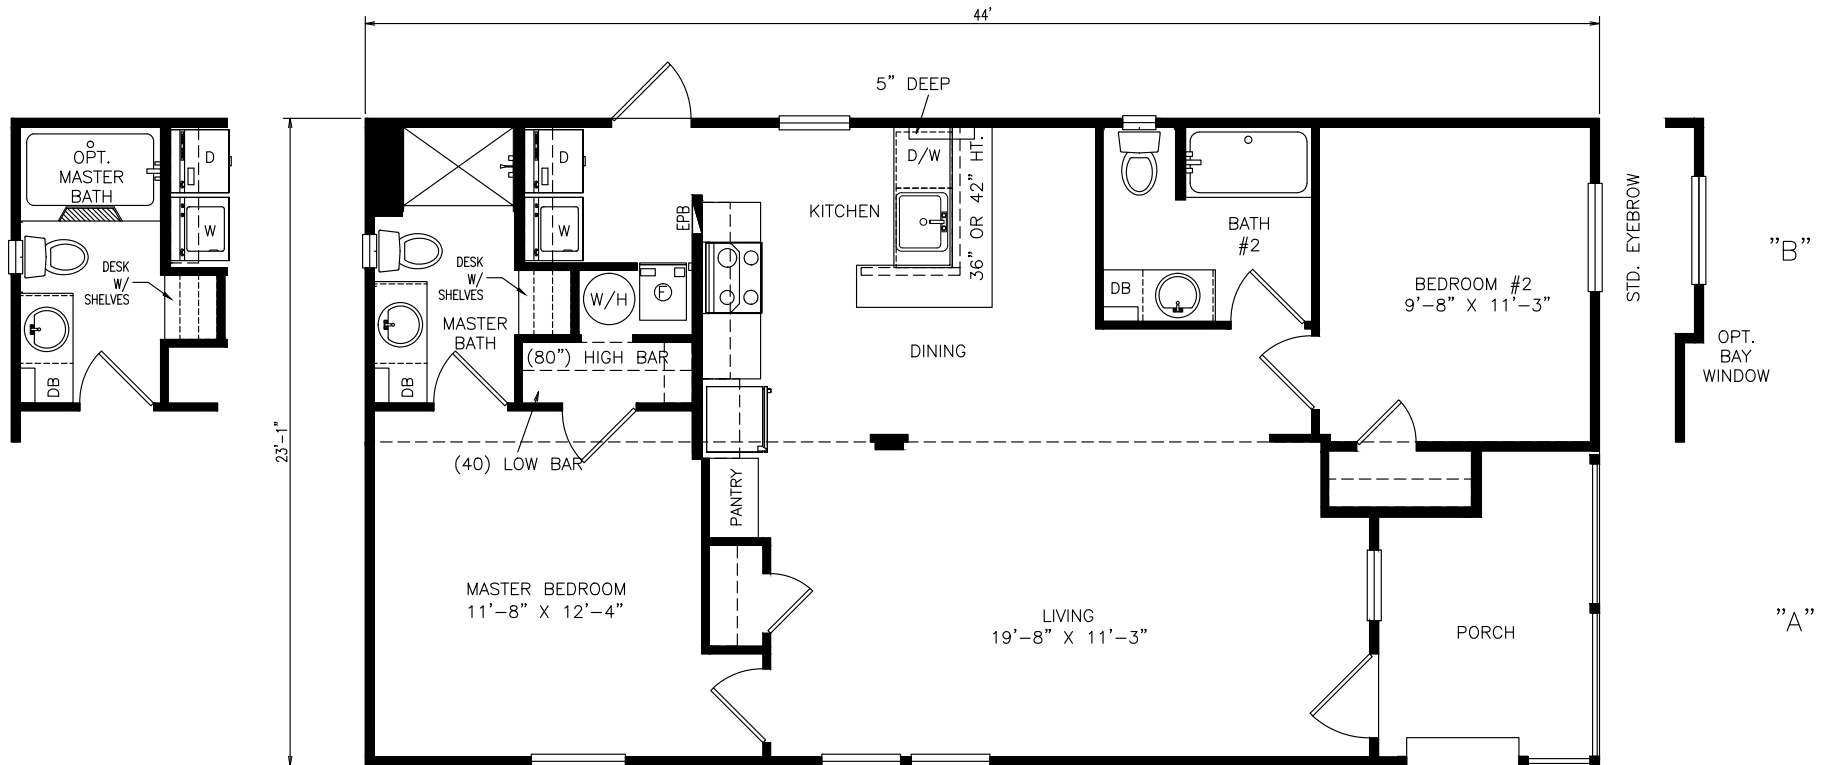 44'
5" DEEP
OPT.
MASTER
BATH
D
W
DESK
W/
SHELVES
DB
23'-1"
D
W
DESK
W/
SHELVES
MASTER
BATH
DB
W/H
F
EPB
(80") HIGH BAR
(40) LOW BAR
KITCHEN
D/W
36" OR 42" HT.
DINING
PANTRY
BATH
#2
DB
BEDROOM #2
9'-8" X 11'-3"
STD. EYEBROW
OPT.
BAY
WINDOW
"B"
MASTER BEDROOM
11'-8" X 12'-4"
LIVING
19'-8" X 11'-3"
PORCH
"A"